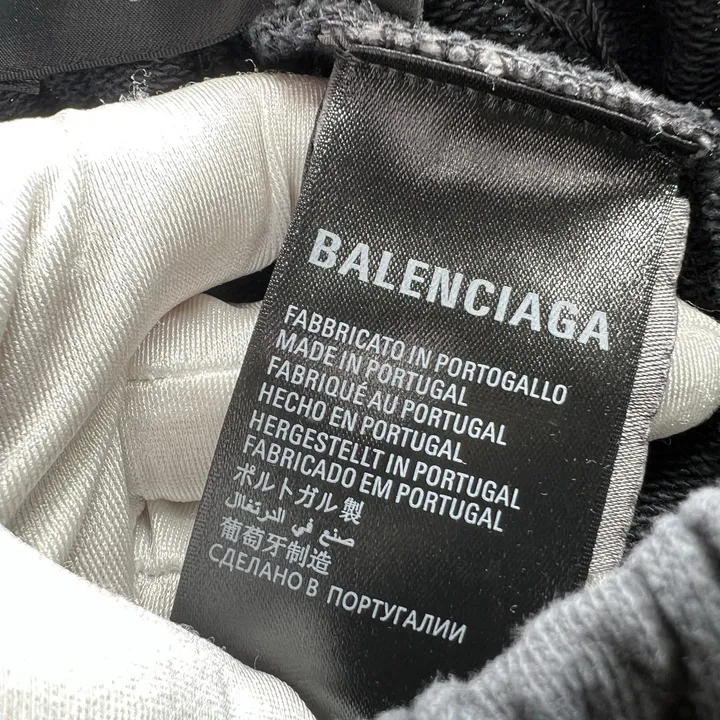 BALENCIAGA
FABBRICATO IN PORTOGALLO
MADE IN PORTUGAL
FABRIQUÉ AU PORTUGAL
HECHO EN PORTUGAL
HERGESTELLT IN PORTUGAL
FABRICADO EM PORTUGAL
ポルトガル製
صنع في البرتغال
葡萄牙制造
СДЕЛАНО В ПОРТУГАЛИИ